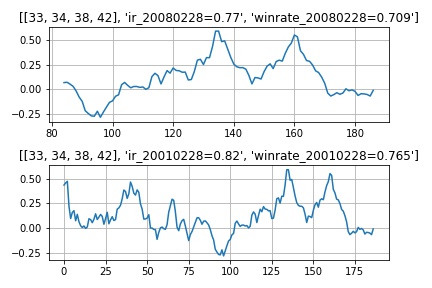 [[33, 34, 38, 42], 'ir_20080228=0.77', 'winrate_20080228=0.709']
0.50
0.25
0.00
−0.25
80 100 120 140 160 180
[[33, 34, 38, 42], 'ir_20010228=0.82', 'winrate_20010228=0.765']
0.50
0.25
0.00
−0.25
0 25 50 75 100 125 150 175